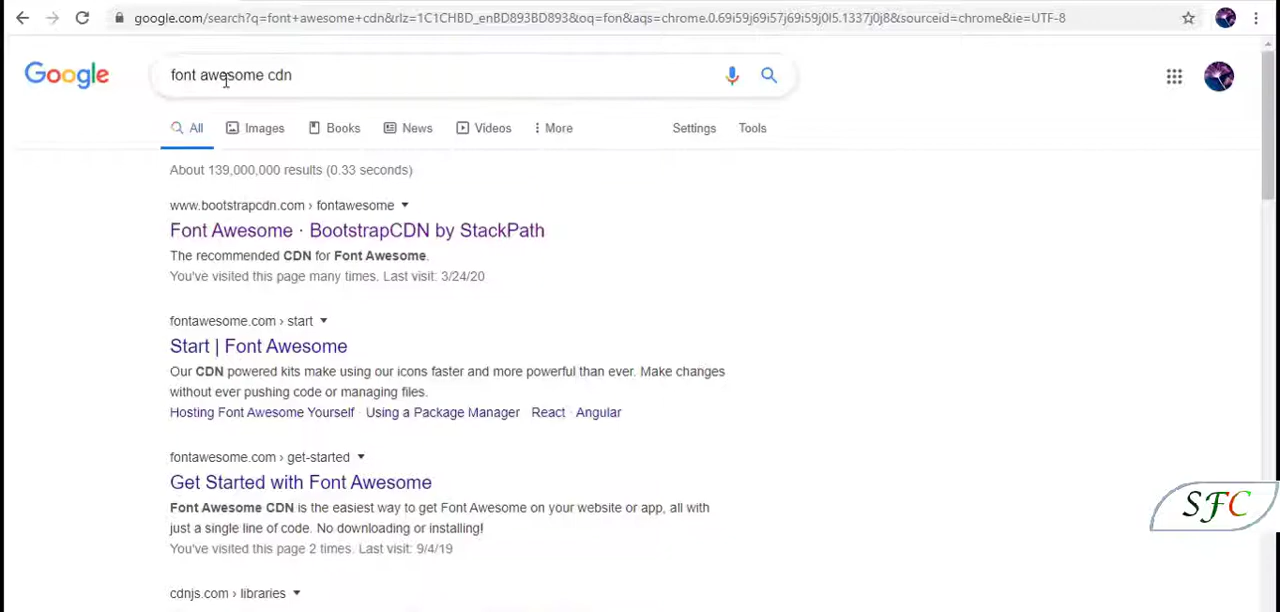 google.com/search?q=font+awesome+cdn&rlz=1C1CHBD_enBD893BD893&oq=fon&aqs=chrome.0.69i59j69i57j69i59j0l5.1337j0j8&sourceid=chrome&ie=UTF-8
Google
font awesome cdn
All Images Books News Videos More Settings Tools
About 139,000,000 results (0.33 seconds)
www.bootstrapcdn.com › fontawesome
Font Awesome · BootstrapCDN by StackPath
The recommended CDN for Font Awesome.
You've visited this page many times. Last visit: 3/24/20
fontawesome.com › start
Start | Font Awesome
Our CDN powered kits make using our icons faster and more powerful than ever. Make changes
without ever pushing code or managing files.
Hosting Font Awesome Yourself · Using a Package Manager · React · Angular
fontawesome.com › get-started
Get Started with Font Awesome
Font Awesome CDN is the easiest way to get Font Awesome on your website or app, all with
just a single line of code. No downloading or installing!
SFC
You've visited this page 2 times. Last visit: 9/4/19
cdnjs.com › libraries